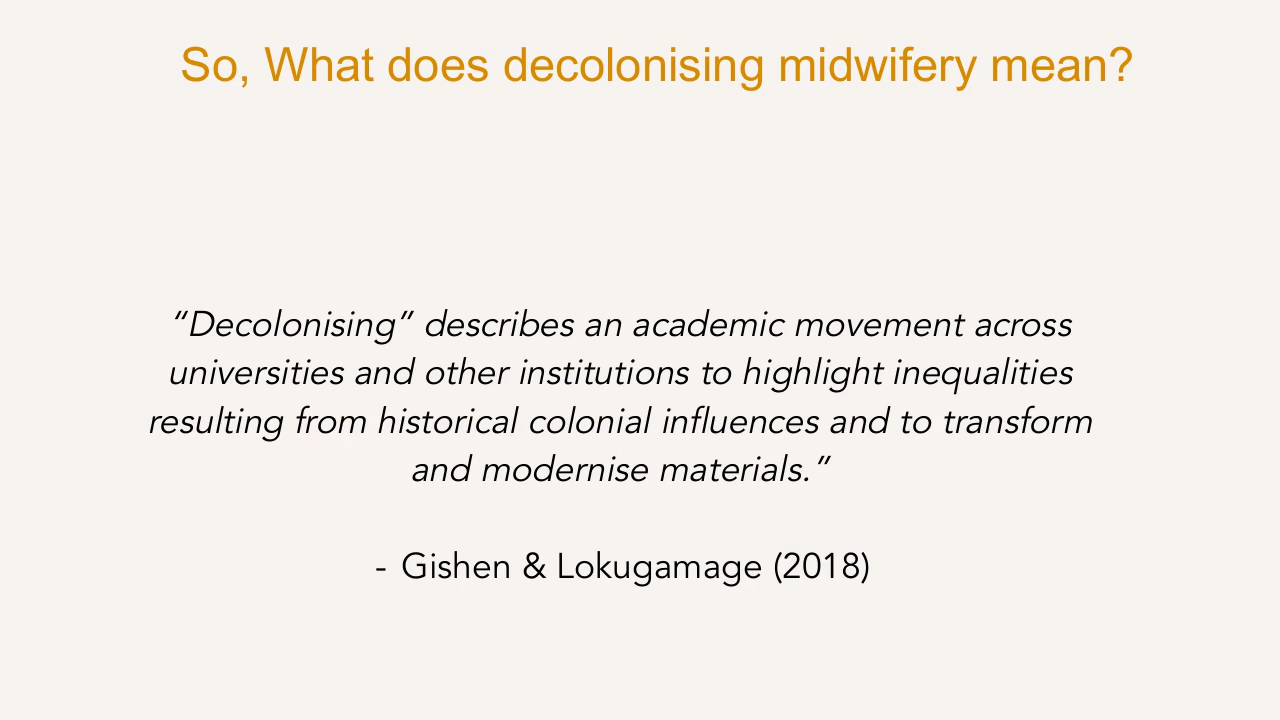 So, What does decolonising midwifery mean?
“Decolonising” describes an academic movement across
universities and other institutions to highlight inequalities
resulting from historical colonial influences and to transform
and modernise materials.”
- Gishen & Lokugamage (2018)